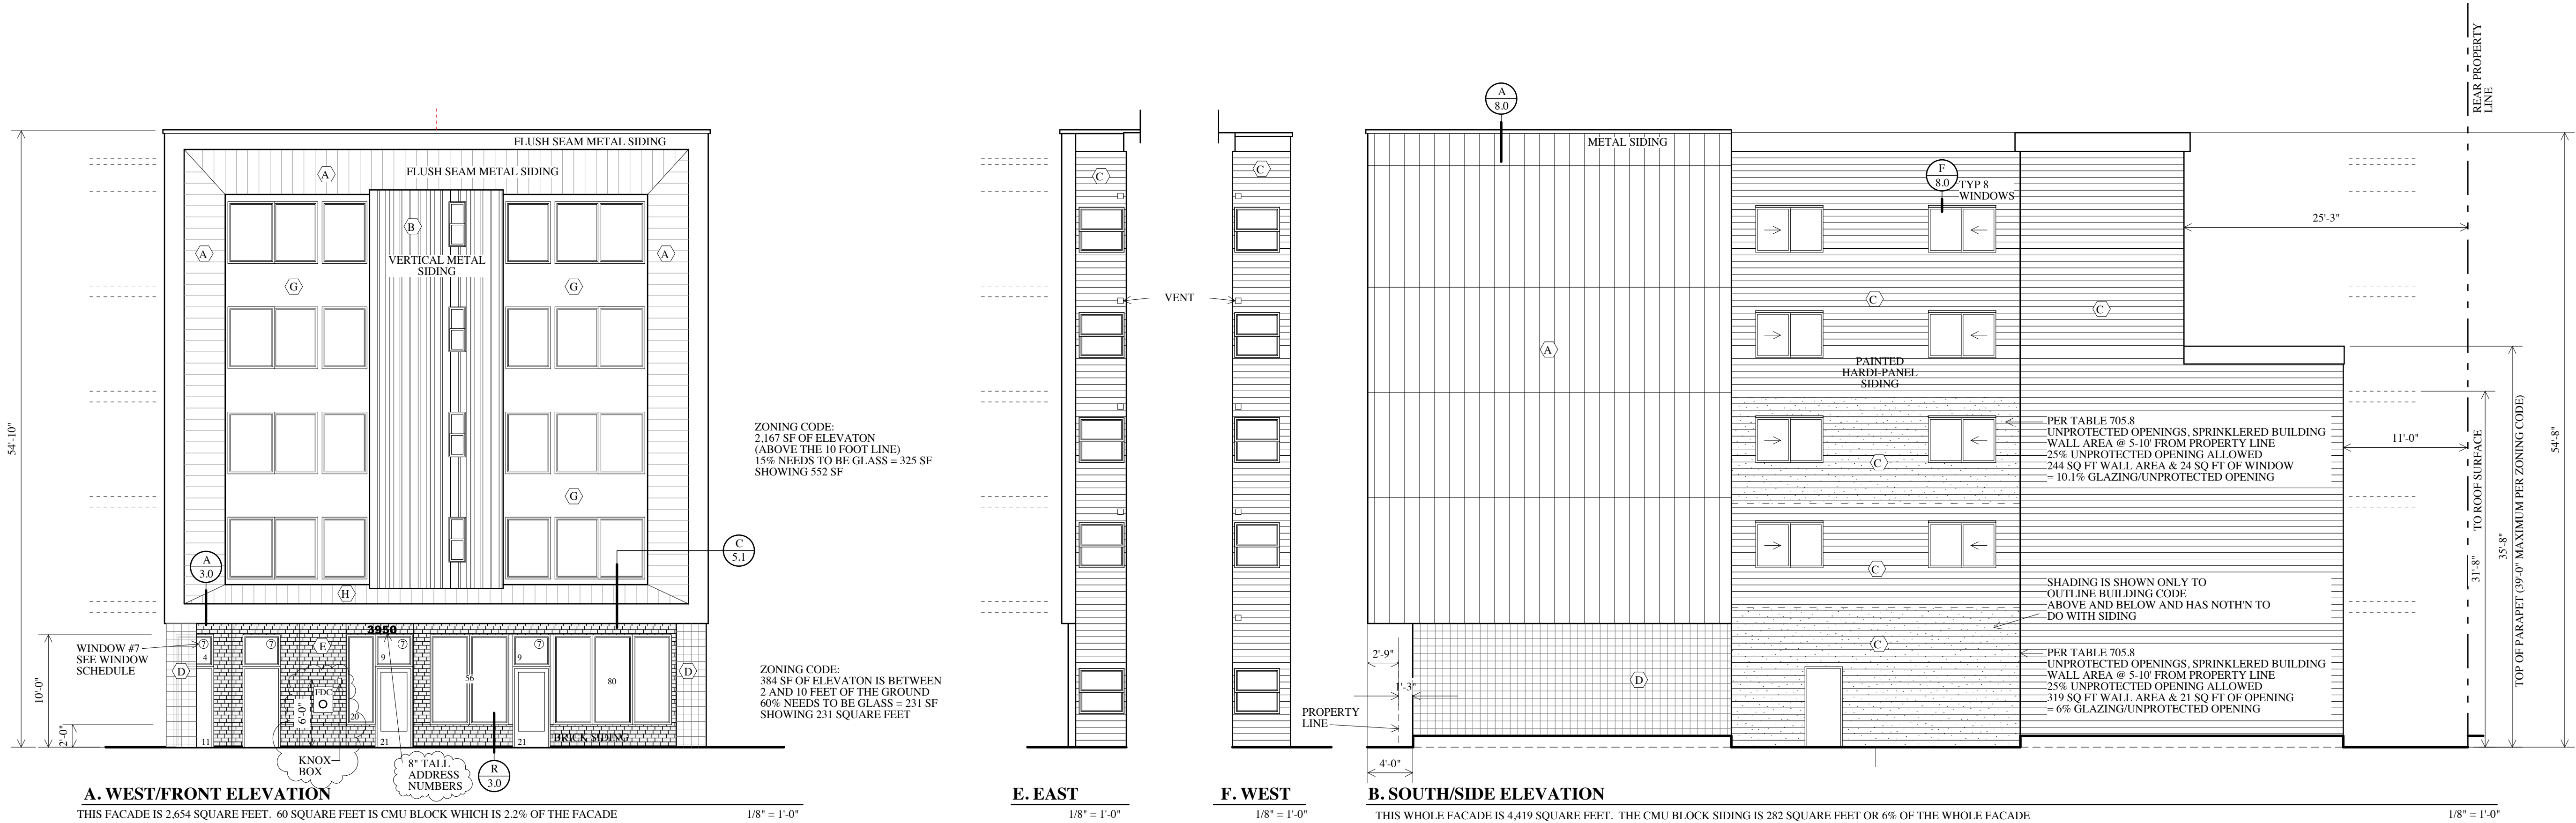 FLUSH SEAM METAL SIDING
FLUSH SEAM METAL SIDING
A
B
A
A
VERTICAL METAL
SIDING
G
G
G
H
54'-10"
A
3.0
C
5.1
3950
7
7
7
7
4
E
9
9
WINDOW #7
SEE WINDOW
SCHEDULE
D
D
10'-0"
2'-0"
FDC
6'-0"
56
80
20
11
21
21
BRICK SIDING
KNOX
BOX
8" TALL
ADDRESS
NUMBERS
R
3.0
ZONING CODE:
2,167 SF OF ELEVATON
(ABOVE THE 10 FOOT LINE)
15% NEEDS TO BE GLASS = 325 SF
SHOWING 552 SF
ZONING CODE:
384 SF OF ELEVATION IS BETWEEN
2 AND 10 FEET OF THE GROUND
60% NEEDS TO BE GLASS = 231 SF
SHOWING 231 SQUARE FEET
A. WEST/FRONT ELEVATION
THIS FACADE IS 2,654 SQUARE FEET. 60 SQUARE FEET IS CMU BLOCK WHICH IS 2.2% OF THE FACADE
1/8" = 1'-0"
C
C
VENT
E. EAST
1/8" = 1'-0"
F. WEST
1/8" = 1'-0"
A
8.0
METAL SIDING
F
8.0
TYP 8
WINDOWS
REAR PROPERTY
LINE
25'-3"
C
C
A
PAINTED
HARDI-PANEL
SIDING
C
PER TABLE 705.8
UNPROTECTED OPENINGS, SPRINKLERED BUILDING
WALL AREA @ 5-10' FROM PROPERTY LINE
25% UNPROTECTED OPENING ALLOWED
244 SQ FT WALL AREA & 24 SQ FT OF WINDOW
= 10.1% GLAZING/UNPROTECTED OPENING
11'-0"
C
SHADING IS SHOWN ONLY TO
OUTLINE BUILDING CODE
ABOVE AND BELOW AND HAS NOTH'N TO
DO WITH SIDING
C
PER TABLE 705.8
UNPROTECTED OPENINGS, SPRINKLERED BUILDING
WALL AREA @ 5-10' FROM PROPERTY LINE
25% UNPROTECTED OPENING ALLOWED
319 SQ FT WALL AREA & 21 SQ FT OF OPENING
= 6% GLAZING/UNPROTECTED OPENING
D
2'-9"
1'-3"
PROPERTY
LINE
4'-0"
31'-8" TO ROOF SURFACE
35'-8"
TOP OF PARAPET (39'-0" MAXIMUM PER ZONING CODE)
54'-8"
B. SOUTH/SIDE ELEVATION
THIS WHOLE FACADE IS 4,419 SQUARE FEET. THE CMU BLOCK SIDING IS 282 SQUARE FEET OR 6% OF THE WHOLE FACADE
1/8" = 1'-0"